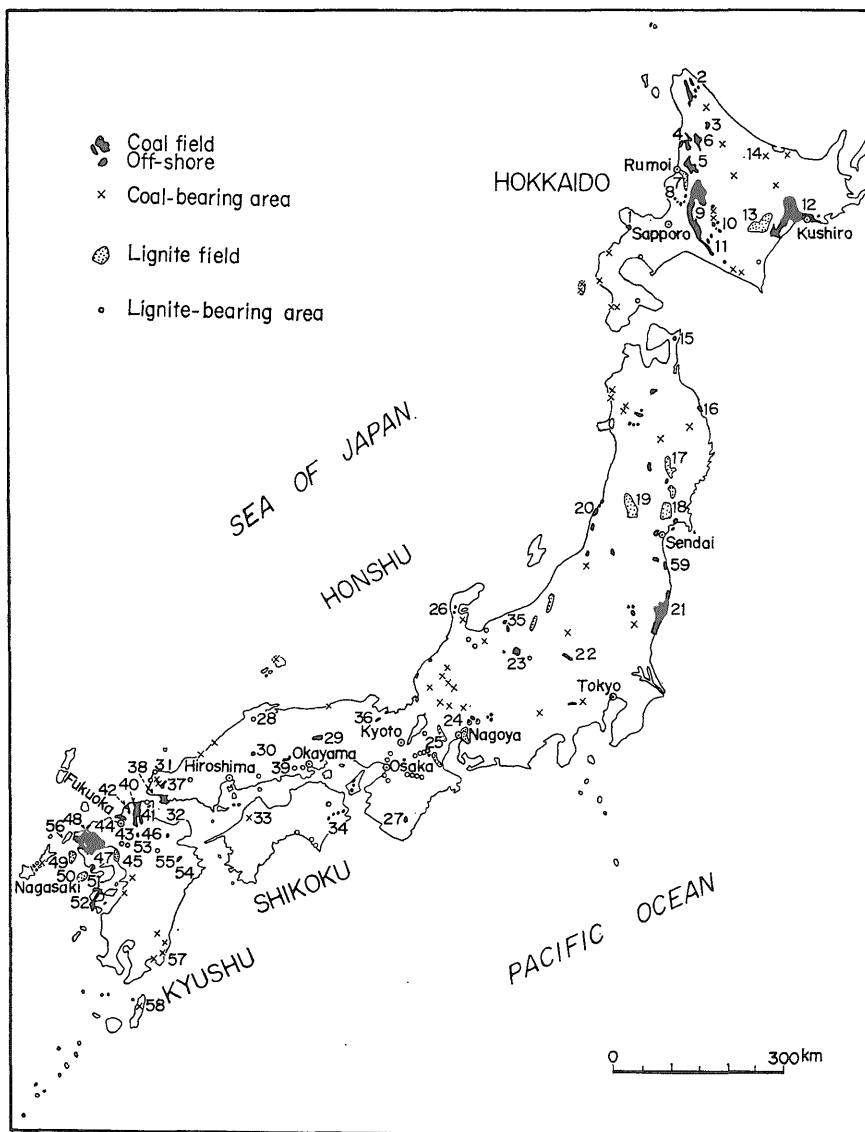 Coal field
Off-shore
× Coal-bearing area
Lignite field
Lignite-bearing area
HOKKAIDO
2
3
4
6
5
14
Rumoi
7
8
9
10
11
13
12
Kushiro
1
Sapporo
15
16
17
18
19
20
Sendai
59
21
SEA OF JAPAN.
HONSHU
26
35
23
22
Tokyo
24
Nagoya
25
36
Kyoto
28
29
30
Okayama
39
Osaka
27
Hiroshima
31
38
37
40
42
Fukuoka
41
32
33
34
48
44
56
43
46
53
49
47
45
55
54
Nagasaki
50
51
52
57
58
SHIKOKU
KYUSHU
PACIFIC OCEAN
0 300km